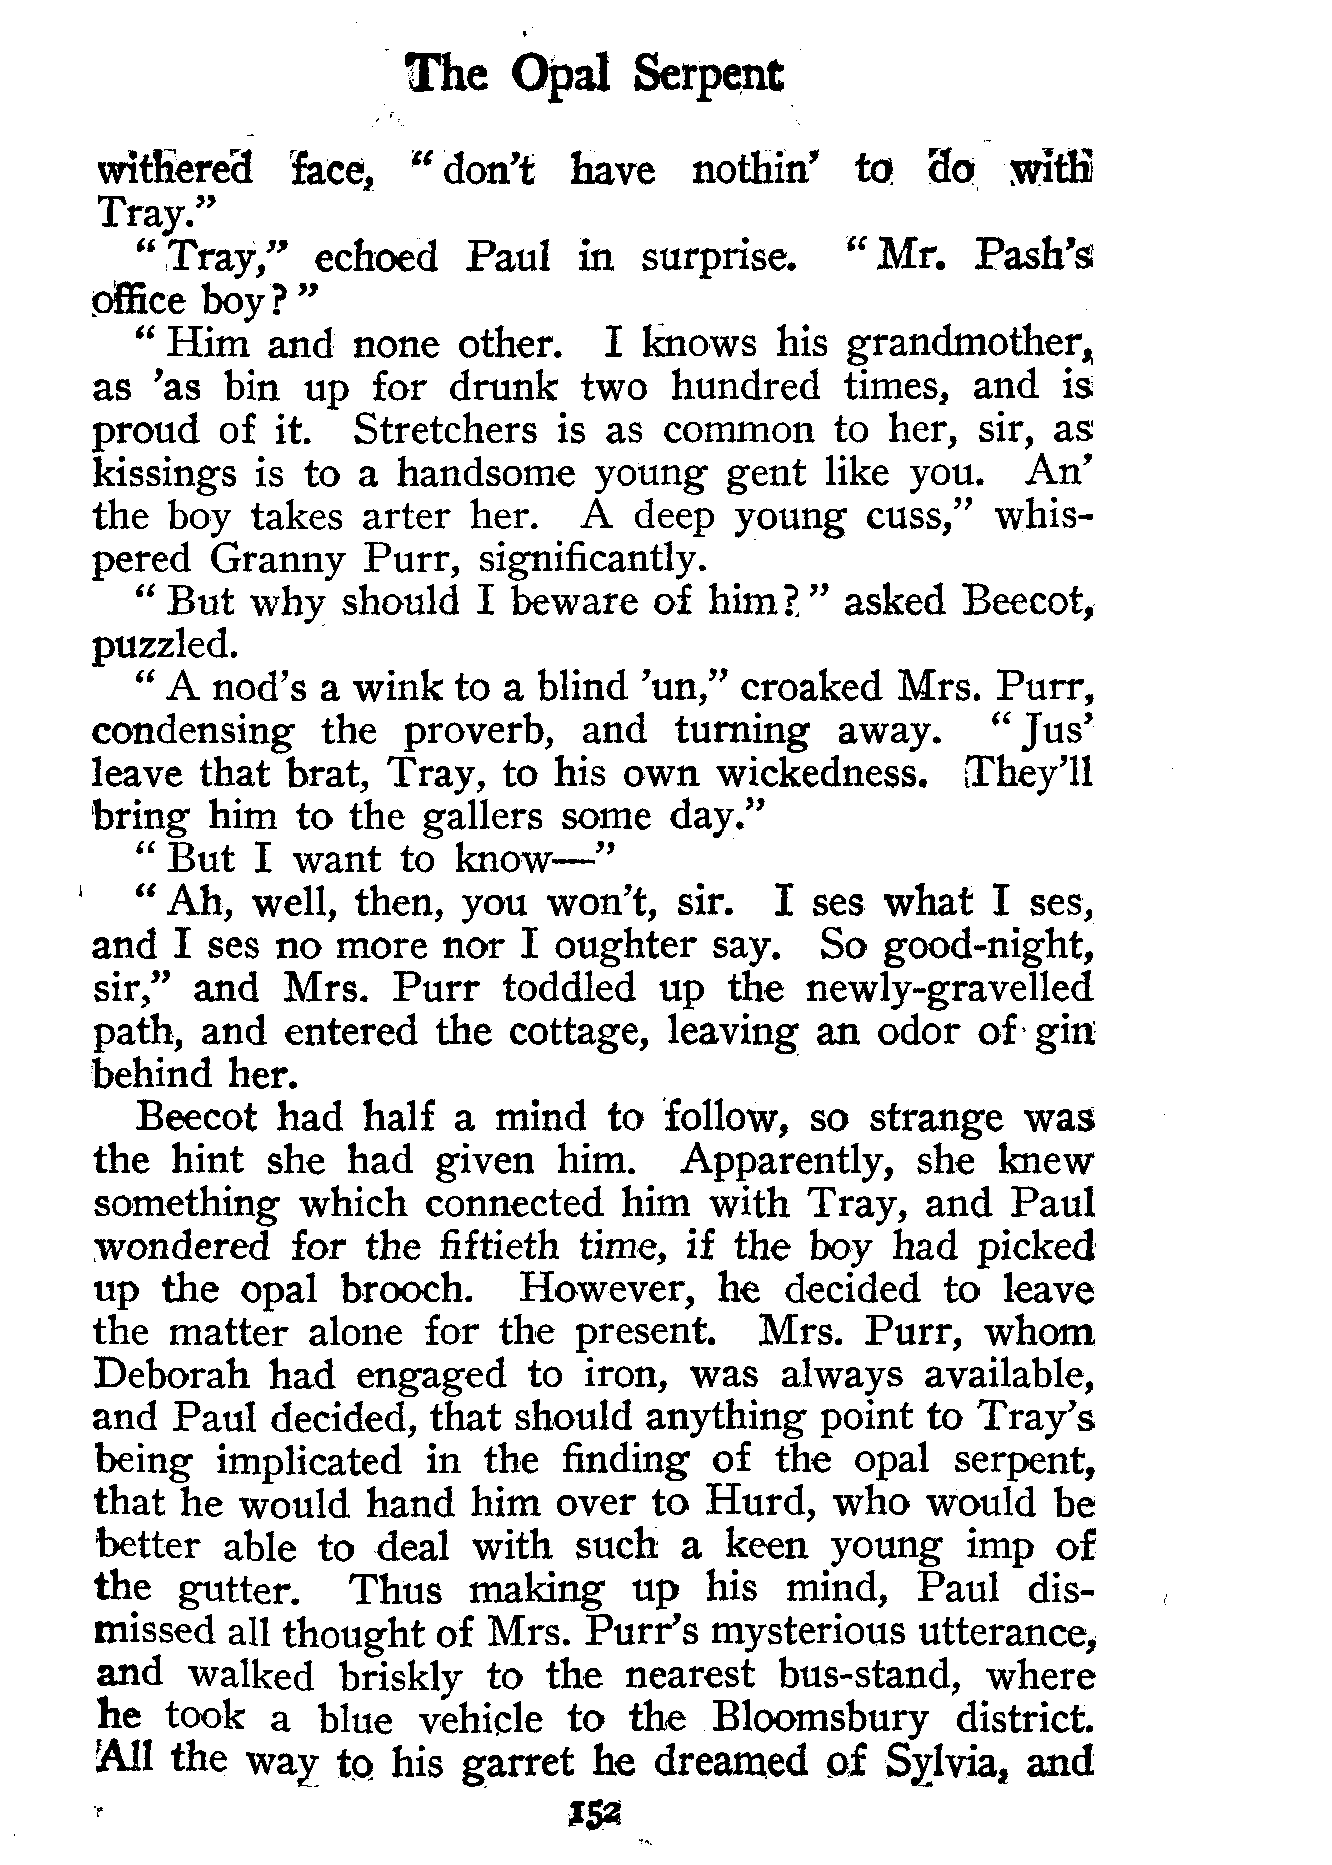 The Opal Serpent
withered face, "don't have nothin' to do with
Tray."
"Tray," echoed Paul in surprise. "Mr. Pash's
office boy?"
"Him and none other. I knows his grandmother,
as 'as bin up for drunk two hundred times, and is
proud of it. Stretchers is as common to her, sir, as
kissings is to a handsome young gent like you. An'
the boy takes arter her. A deep young cuss," whis-
pered Granny Purr, significantly.
"But why should I beware of him?" asked Beecot,
puzzled.
"A nod's a wink to a blind 'un," croaked Mrs. Purr,
condensing the proverb, and turning away. "Jus'
leave that brat, Tray, to his own wickedness. They'll
bring him to the gallers some day."
"But I want to know—"
"Ah, well, then, you won't, sir. I ses what I ses,
and I ses no more nor I oughter say. So good-night,
sir," and Mrs. Purr toddled up the newly-gravelled
path, and entered the cottage, leaving an odor of gin
behind her.
Beecot had half a mind to follow, so strange was
the hint she had given him. Apparently, she knew
something which connected him with Tray, and Paul
wondered for the fiftieth time, if the boy had picked
up the opal brooch. However, he decided to leave
the matter alone for the present. Mrs. Purr, whom
Deborah had engaged to iron, was always available,
and Paul decided, that should anything point to Tray's
being implicated in the finding of the opal serpent,
that he would hand him over to Hurd, who would be
better able to deal with such a keen young imp of
the gutter. Thus making up his mind, Paul dis-
missed all thought of Mrs. Purr's mysterious utterance,
and walked briskly to the nearest bus-stand, where
he took a blue vehicle to the Bloomsbury district.
All the way to his garret he dreamed of Sylvia, and
152